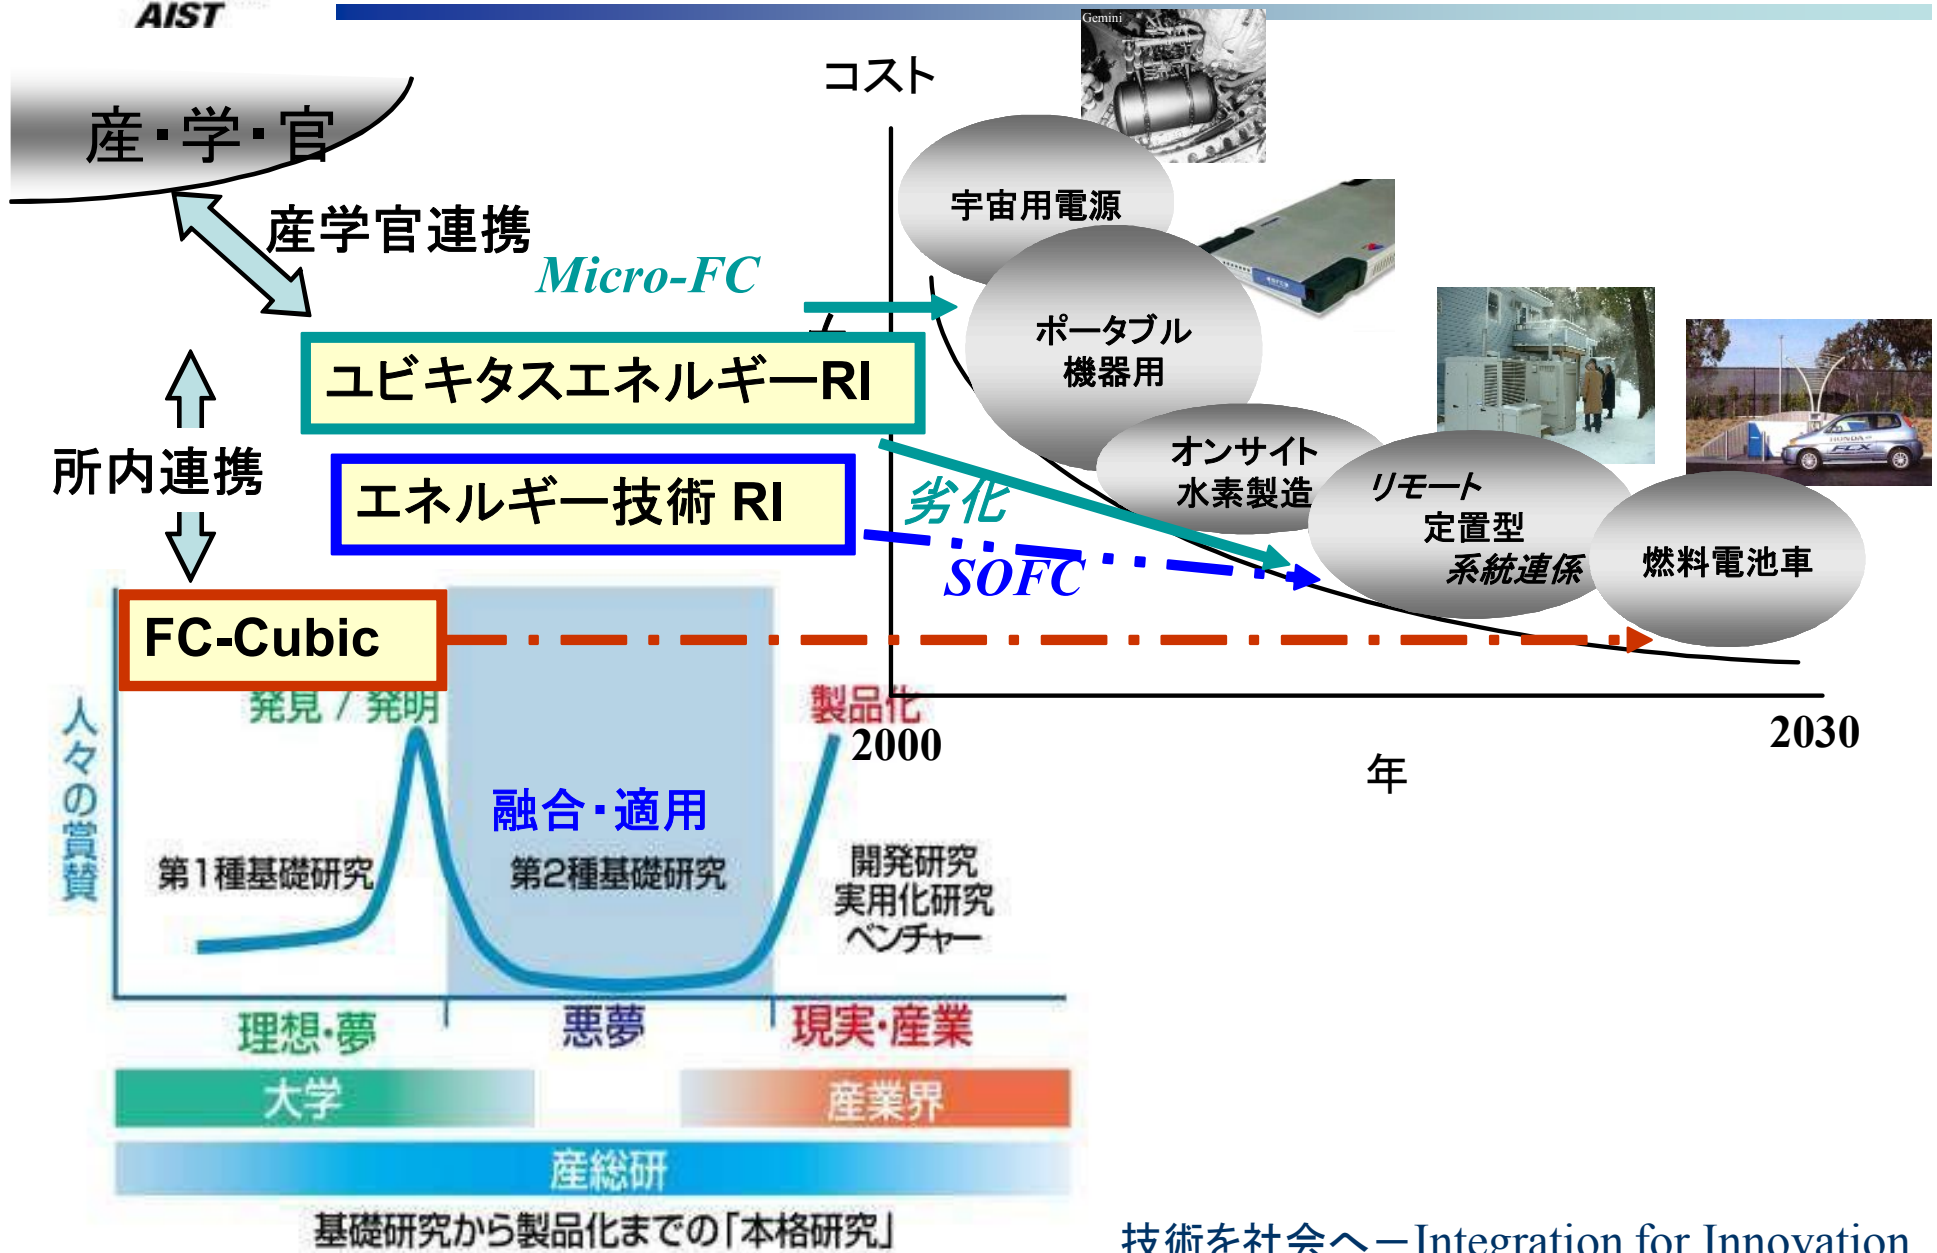 AIST
Gemini
コスト
産・学・官
産学官連携
宇宙用電源
Micro-FC
ポータブル
機器用
ユビキタスエネルギーRI
所内連携
エネルギー技術 RI
劣化
オンサイト
水素製造
リモート
定置型
系統連係
燃料電池車
HONDA
FCX
SOFC
FC-Cubic
発見 / 発明
製品化
2000
2030
年
人々の賞賛
融合・適用
第1種基礎研究
第2種基礎研究
開発研究
実用化研究
ベンチャー
理想・夢
悪夢
現実・産業
大学
産業界
産総研
基礎研究から製品化までの「本格研究」
技術を社会へ－Integration for Innovation